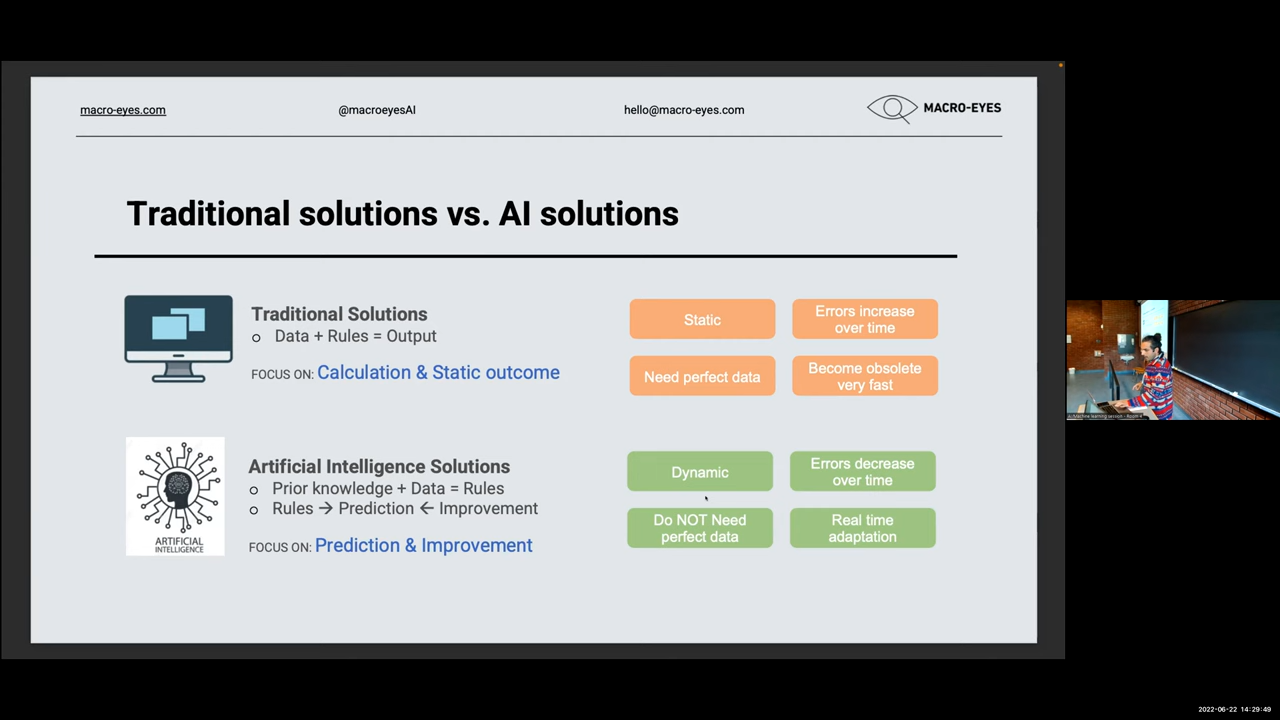 macro-eyes.com
@macroeyesAI
hello@macro-eyes.com
MACRO-EYES
Traditional solutions vs. AI solutions
Traditional Solutions
Data + Rules = Output
FOCUS ON: Calculation & Static outcome
Static
Errors increase
over time
Need perfect data
Become obsolete
very fast
ARTIFICIAL
INTELLIGENCE
Artificial Intelligence Solutions
Prior knowledge + Data = Rules
Rules → Prediction ← Improvement
FOCUS ON: Prediction & Improvement
Dynamic
Errors decrease
over time
Do NOT Need
perfect data
Real time
adaptation
2022-06-22 14:29:49